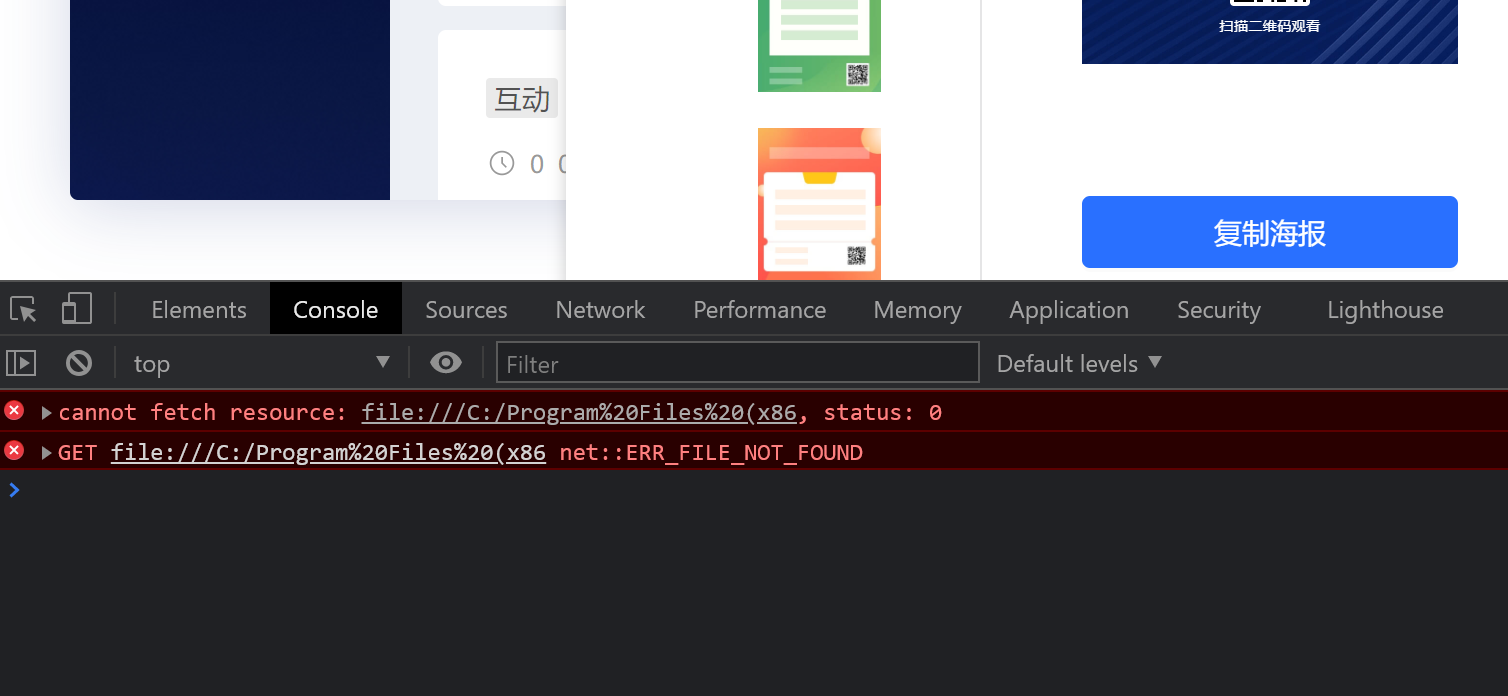 扫描二维码观看
互动
0 0
复制海报
Elements Console Sources Network Performance Memory Application Security Lighthouse
top Filter Default levels
cannot fetch resource: file:///C:/Program%20Files%20(x86, status: 0
GET file:///C:/Program%20Files%20(x86 net::ERR_FILE_NOT_FOUND